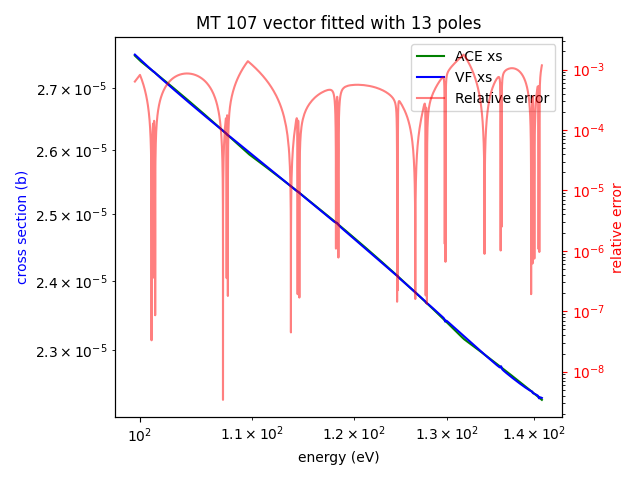 MT 107 vector fitted with 13 poles
ACE xs
VF xs
Relative error
2.7 × 10⁻⁵
2.6 × 10⁻⁵
2.5 × 10⁻⁵
2.4 × 10⁻⁵
2.3 × 10⁻⁵
cross section (b)
10⁻³
10⁻⁴
10⁻⁵
10⁻⁶
10⁻⁷
10⁻⁸
relative error
10² 1.1 × 10² 1.2 × 10² 1.3 × 10² 1.4 × 10²
energy (eV)